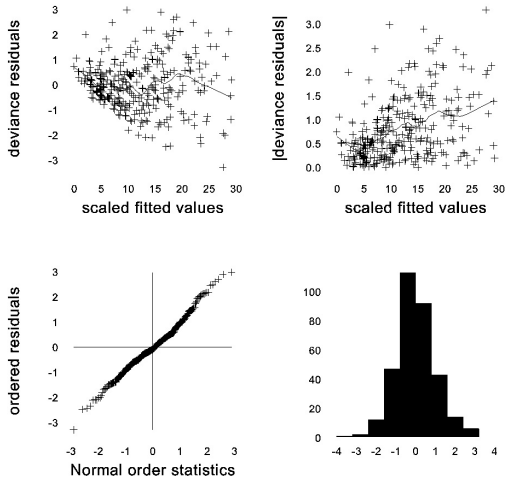 deviance residuals
3
2
1
0
-1
-2
-3
0 5 10 15 20 25 30
scaled fitted values
|deviance residuals|
3.0
2.5
2.0
1.5
1.0
0.5
0.0
0 5 10 15 20 25 30
scaled fitted values
ordered residuals
3
2
1
0
-1
-2
-3
-3 -2 -1 0 1 2 3
Normal order statistics
100
80
60
40
20
0
-4 -3 -2 -1 0 1 2 3 4